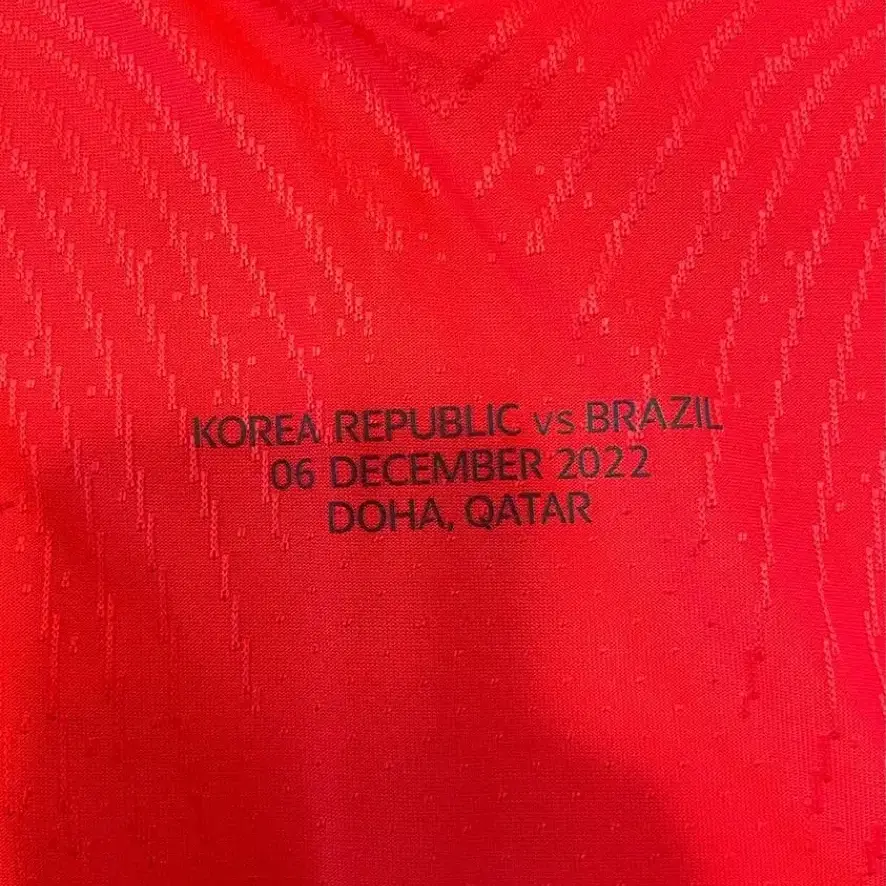 KOREA REPUBLIC vs BRAZIL
06 DECEMBER 2022
DOHA, QATAR